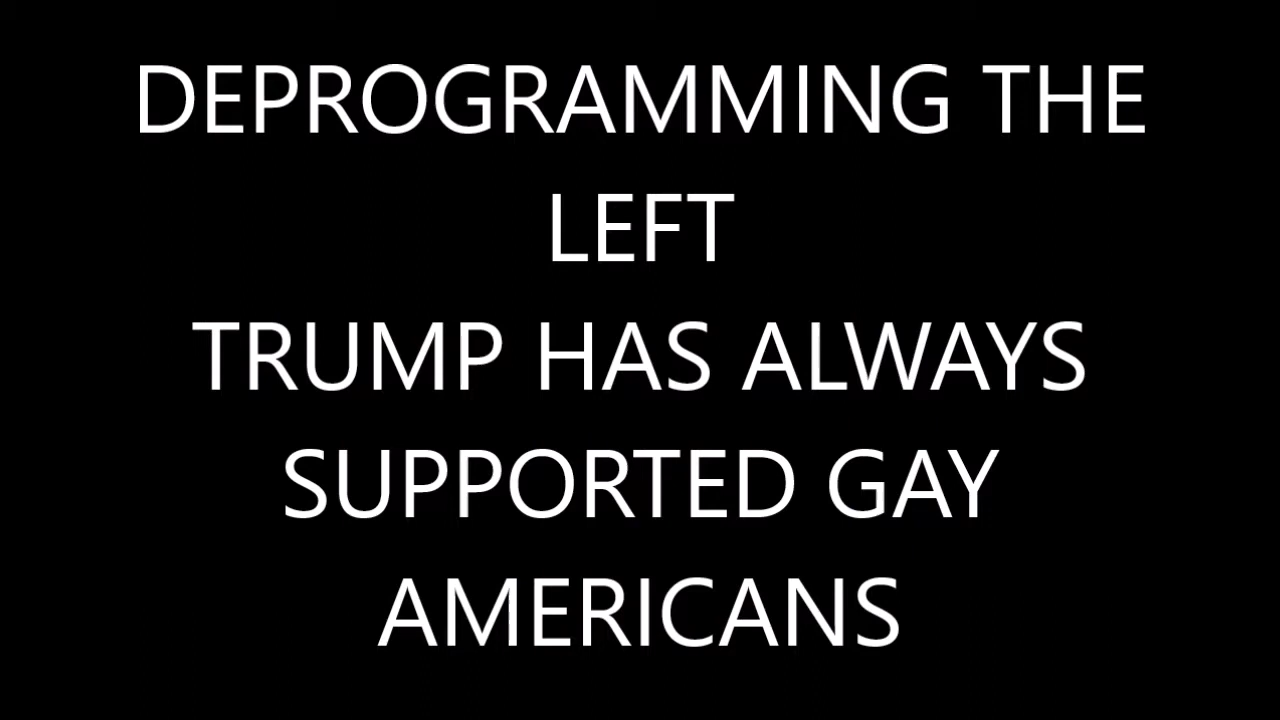 DEPROGRAMMING THE
LEFT
TRUMP HAS ALWAYS
SUPPORTED GAY
AMERICANS